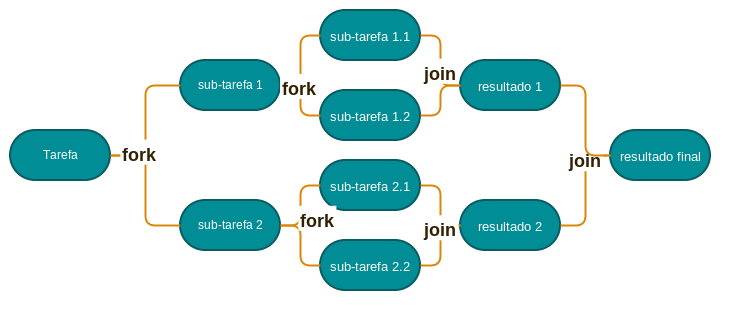 Tarefa
fork
sub-tarefa 1
sub-tarefa 2
fork
fork
sub-tarefa 1.1
sub-tarefa 1.2
sub-tarefa 2.1
sub-tarefa 2.2
join
join
resultado 1
resultado 2
join
resultado final